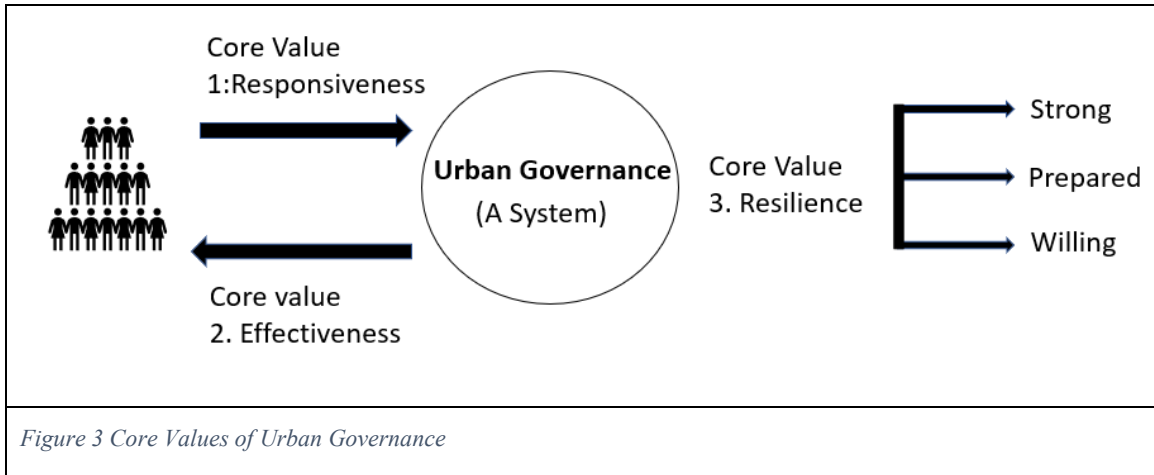 Core Value
1:Responsiveness
Urban Governance
(A System)
Core value
2. Effectiveness
Core Value
3. Resilience
Strong
Prepared
Willing
Figure 3 Core Values of Urban Governance